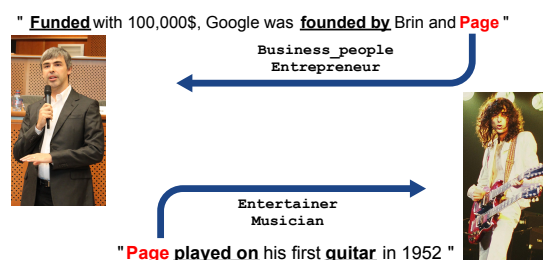 " Funded with 100,000$, Google was founded by Brin and Page "
Business_people
Entrepreneur
Entertainer
Musician
"Page played on his first guitar in 1952 "